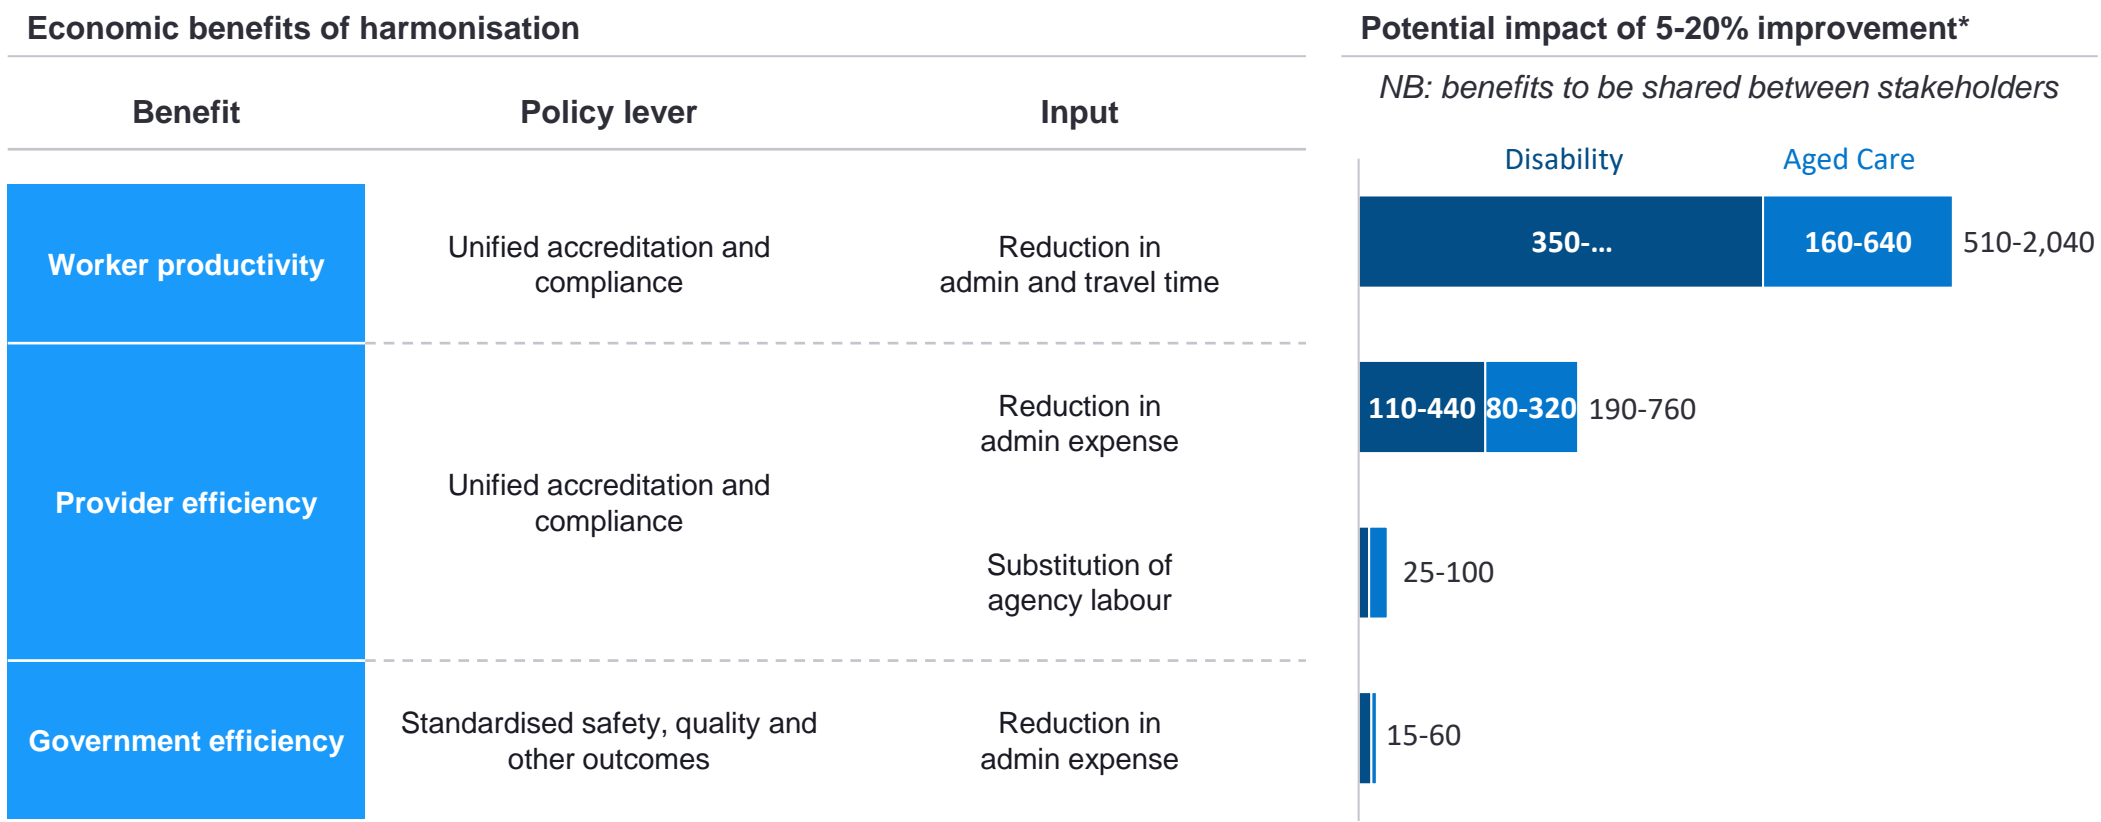 Economic benefits of harmonisation
Potential impact of 5-20% improvement*
NB: benefits to be shared between stakeholders
Benefit
Policy lever
Input
Disability
Aged Care
Worker productivity
Unified accreditation and
compliance
Reduction in
admin and travel time
350-...
160-640
510-2,040
Provider efficiency
Unified accreditation and
compliance
Reduction in
admin expense
110-440
80-320
190-760
Substitution of
agency labour
25-100
Government efficiency
Standardised safety, quality and
other outcomes
Reduction in
admin expense
15-60